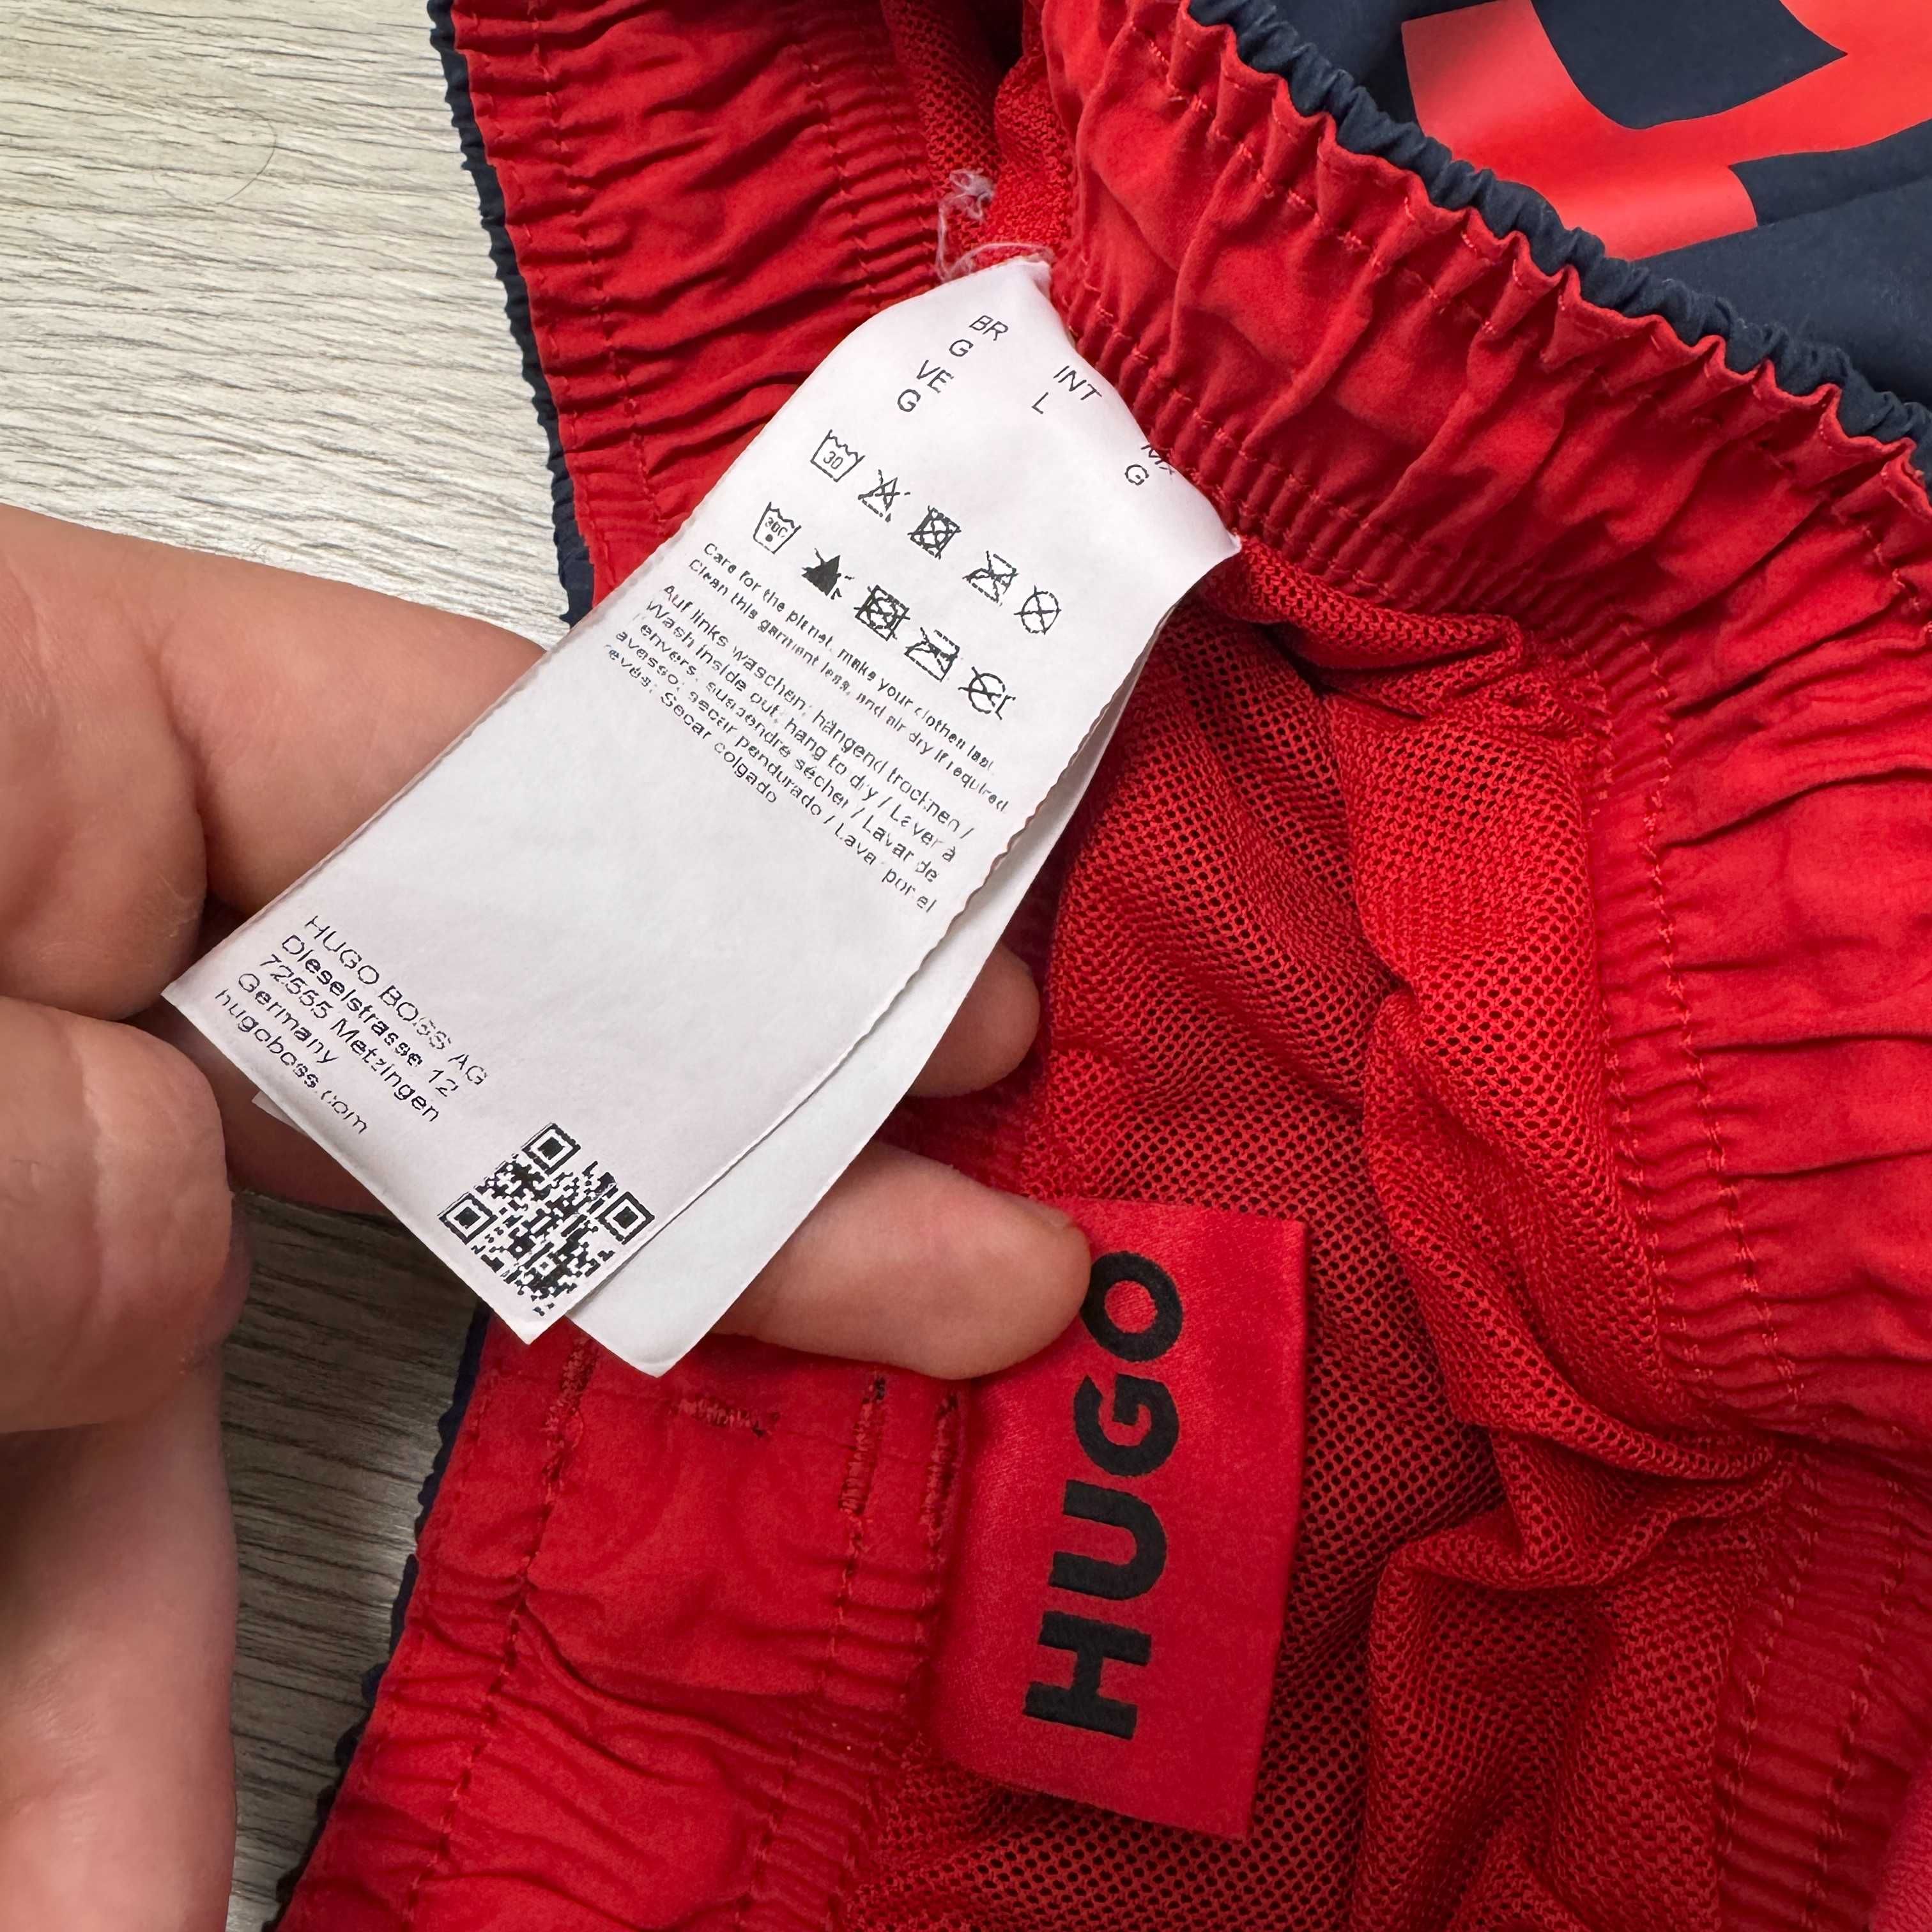 BR
G
VE
G
INT
L
MX
G
30
30C
Care for the planet, make your clothes last.
Clean this garment less, and air dry if required
Auf links waschen; hängend trocknen /
Wash inside out, hang to dry / Laver à
l'envers; suspendre sécher / Lavar de
avesso; secar pendurado / Lavar por el
revés; Secar colgado
HUGO BOSS AG
Dieselstrasse 12
72555 Metzingen
Germany
hugoboss.com
HUGO